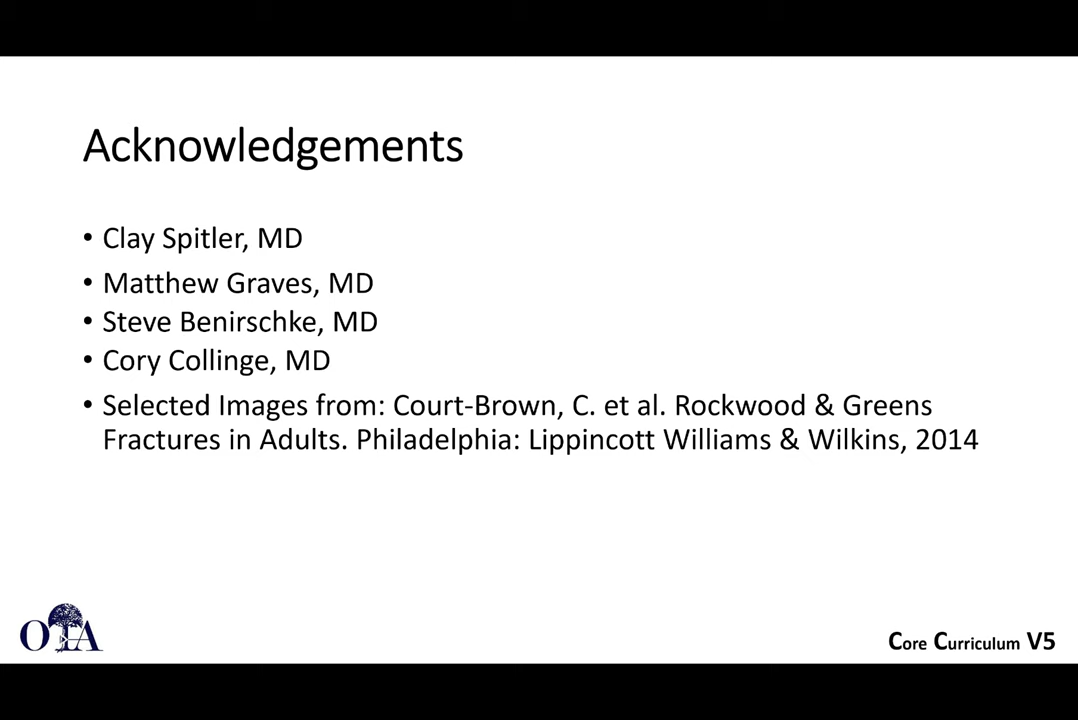 Acknowledgements
• Clay Spitler, MD
• Matthew Graves, MD
• Steve Benirschke, MD
• Cory Collinge, MD
• Selected Images from: Court-Brown, C. et al. Rockwood & Greens
Fractures in Adults. Philadelphia: Lippincott Williams & Wilkins, 2014
OTA
Core Curriculum V5